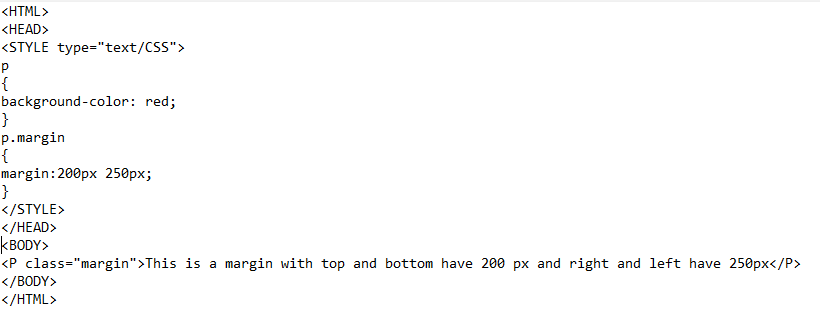 <HTML>
<HEAD>
<STYLE type="text/CSS">
p
{
background-color: red;
}
p.margin
{
margin:200px 250px;
}
</STYLE>
</HEAD>
<BODY>
<P class="margin">This is a margin with top and bottom have 200 px and right and left have 250px</P>
</BODY>
</HTML>